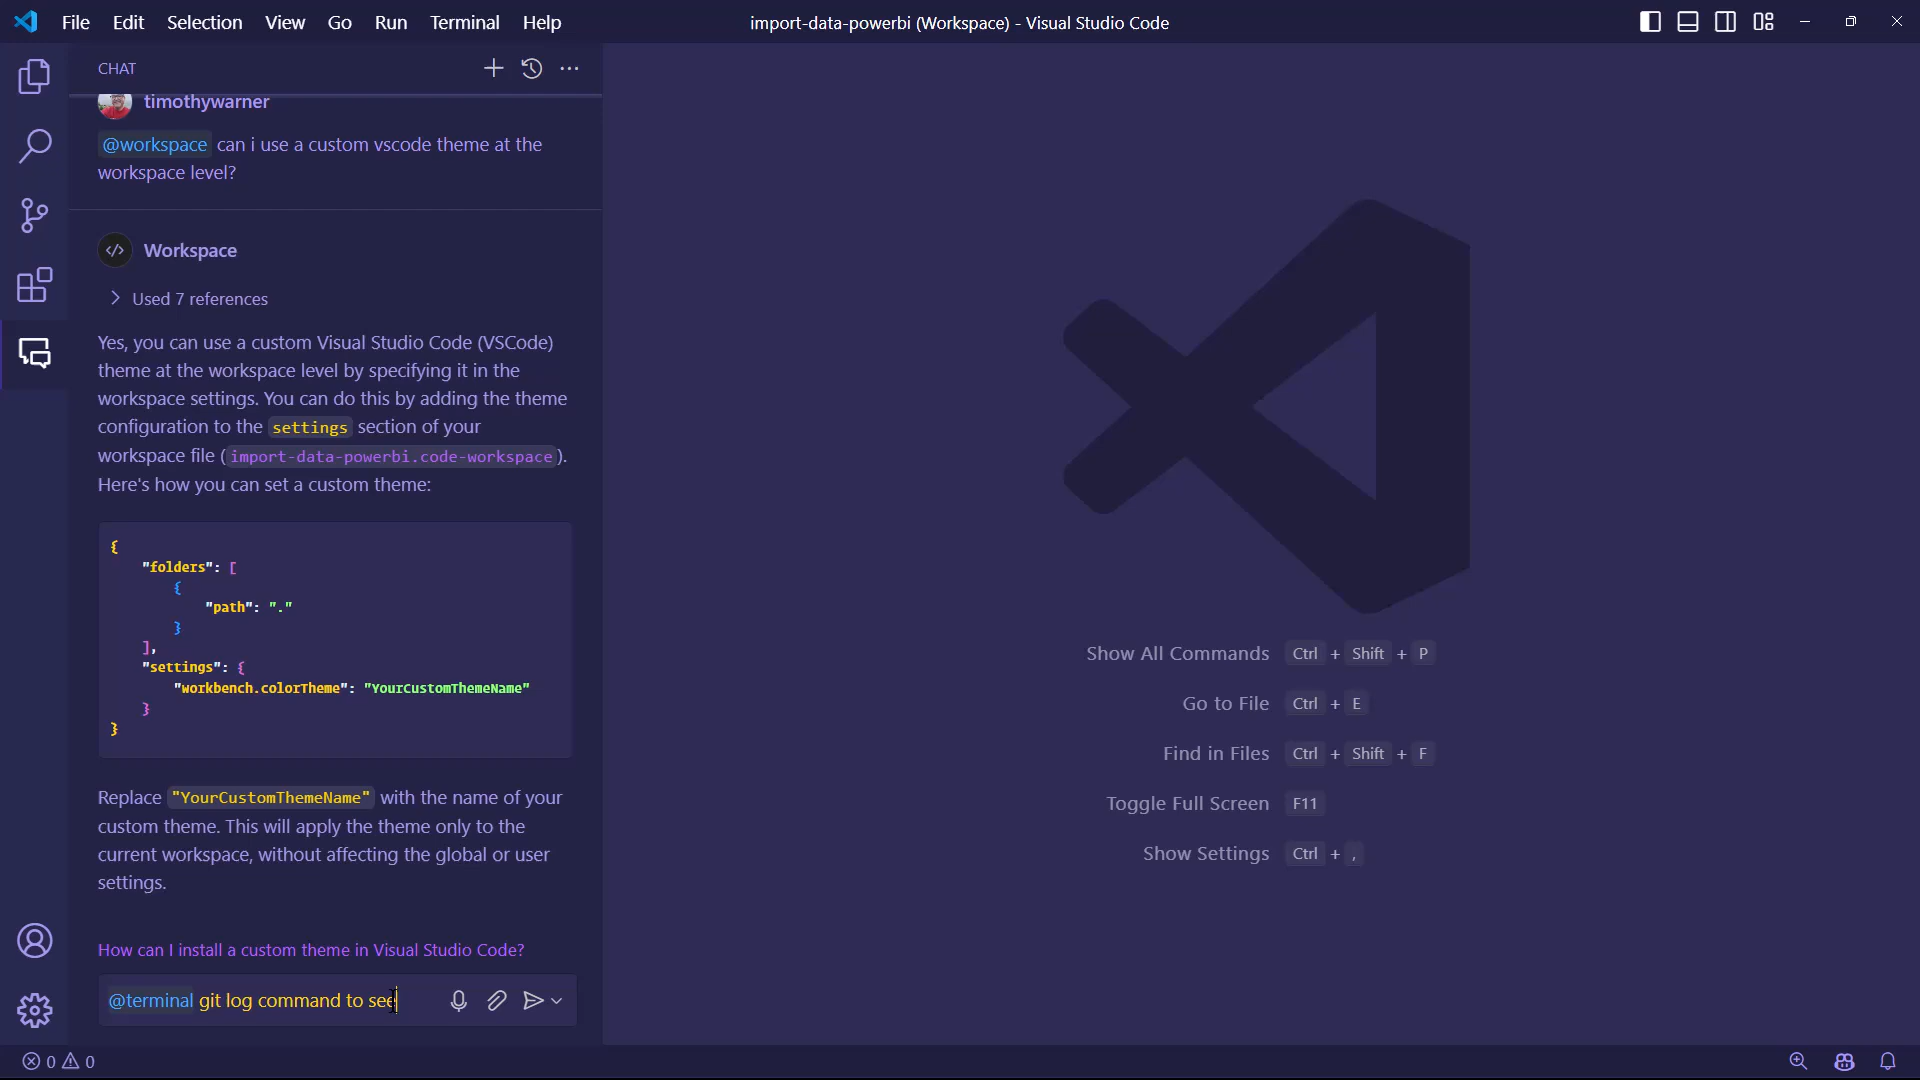 File Edit Selection View Go Run Terminal Help
import-data-powerbi (Workspace) - Visual Studio Code
CHAT
timothywarner
@workspace can i use a custom vscode theme at the
workspace level?
Workspace
Used 7 references
Yes, you can use a custom Visual Studio Code (VSCode)
theme at the workspace level by specifying it in the
workspace settings. You can do this by adding the theme
configuration to the settings section of your
workspace file (import-data-powerbi.code-workspace).
Here's how you can set a custom theme:
{
"folders": [
{
"path": "."
}
],
"settings": {
"workbench.colorTheme": "YourCustomThemeName"
}
}
Replace "YourCustomThemeName" with the name of your
custom theme. This will apply the theme only to the
current workspace, without affecting the global or user
settings.
How can I install a custom theme in Visual Studio Code?
@terminal git log command to see
Show All Commands Ctrl + Shift + P
Go to File Ctrl + E
Find in Files Ctrl + Shift + F
Toggle Full Screen F11
Show Settings Ctrl + ,
0 0